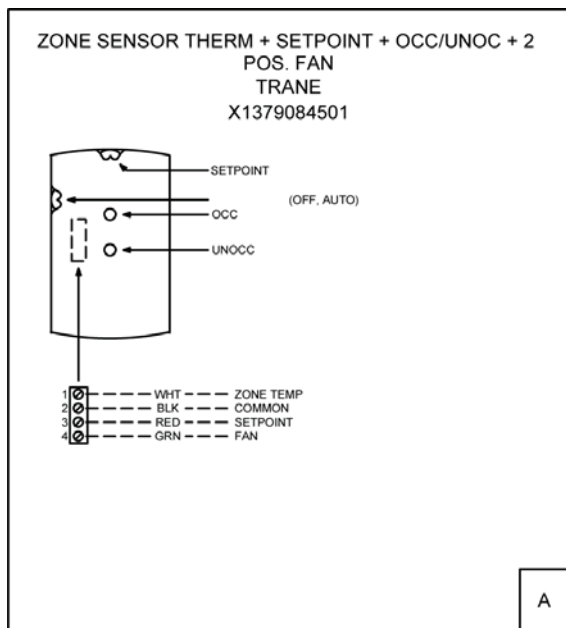 ZONE SENSOR THERM + SETPOINT + OCC/UNOC + 2
POS. FAN
TRANE
X1379084501
SETPOINT
(OFF, AUTO)
OCC
UNOCC
1 WHT ZONE TEMP
2 BLK COMMON
3 RED SETPOINT
4 GRN FAN
A